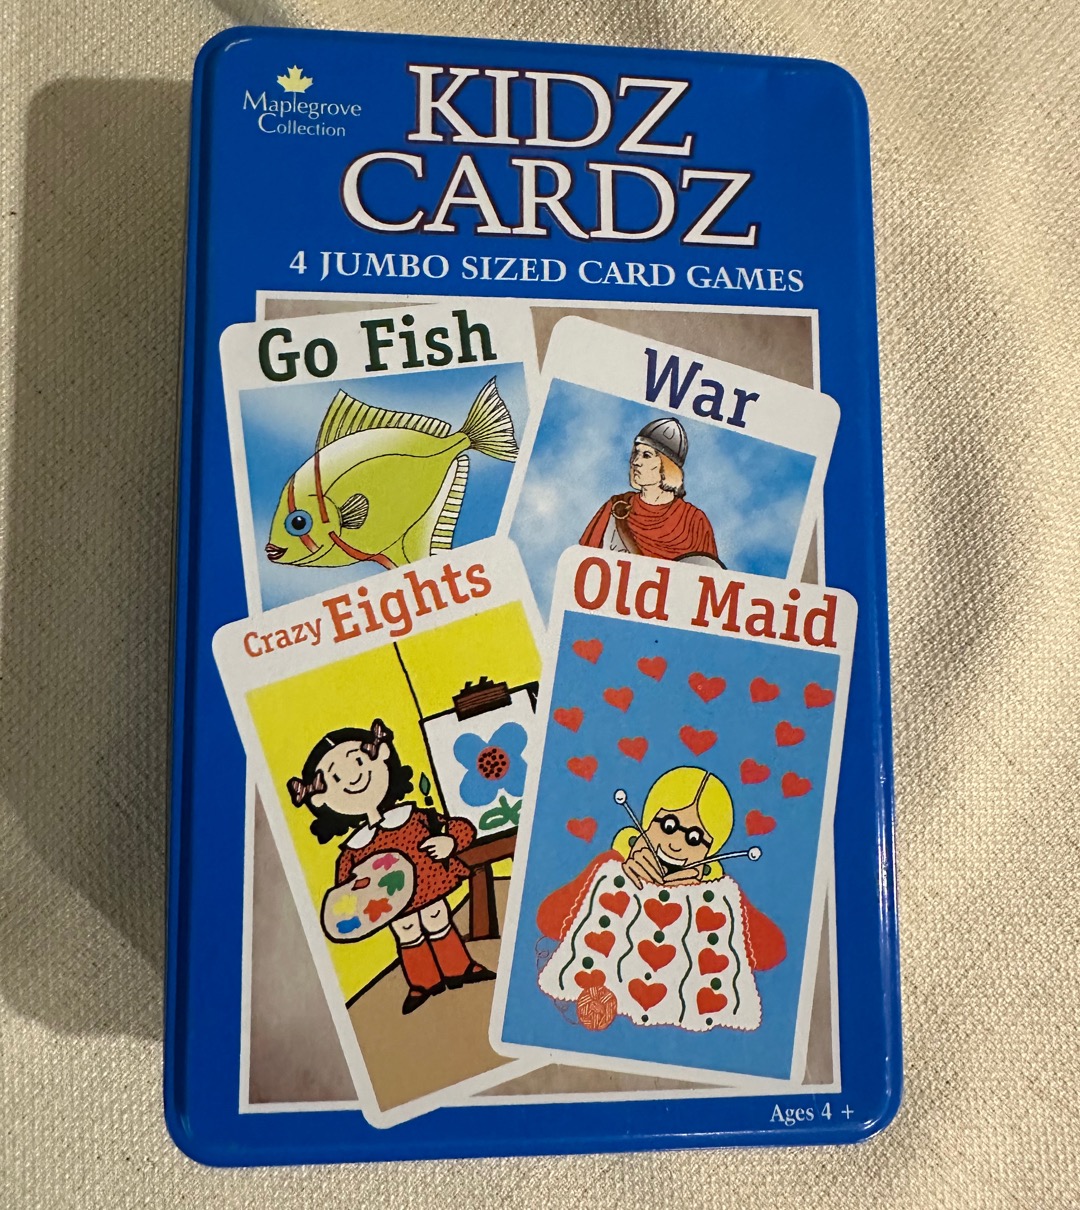 Maplegrove
Collection
KIDZ
CARDZ
4 JUMBO SIZED CARD GAMES
Go Fish
War
Crazy Eights
Old Maid
Ages 4 +